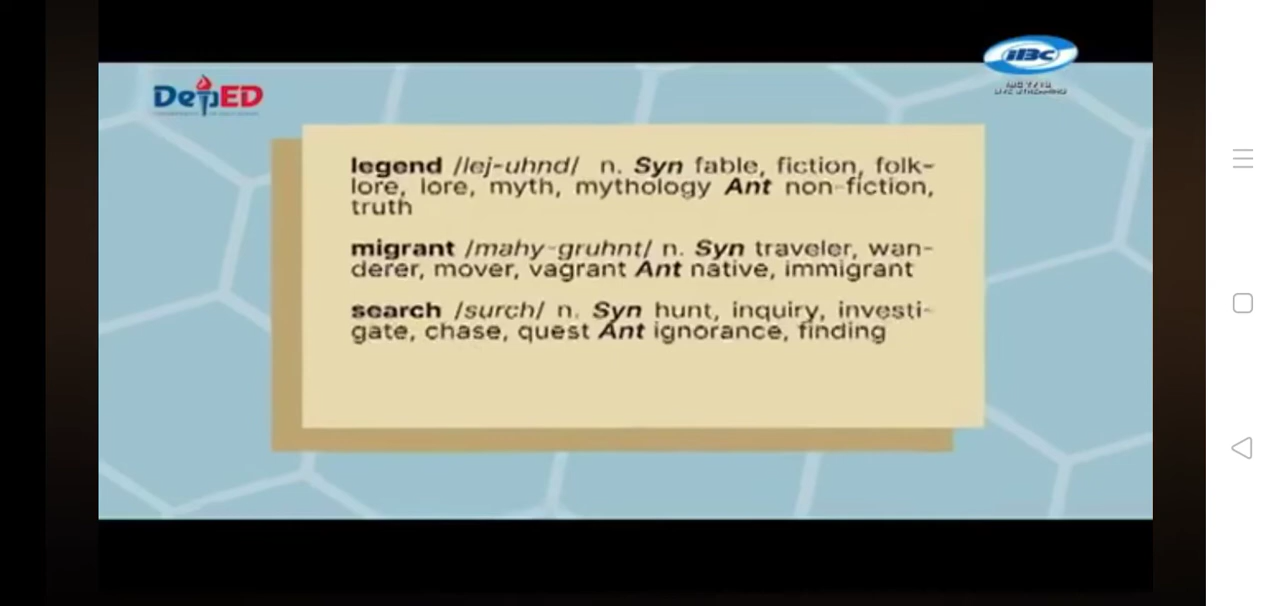 DepED
iBC
LIVE STREAMING
legend /lej-uhnd/ n. Syn fable, fiction, folk-
lore, lore, myth, mythology Ant non-fiction,
truth
migrant /mahy-gruhnt/ n. Syn traveler, wan-
derer, mover, vagrant Ant native, immigrant
search /surch/ n. Syn hunt, inquiry, investi-
gate, chase, quest Ant ignorance, finding